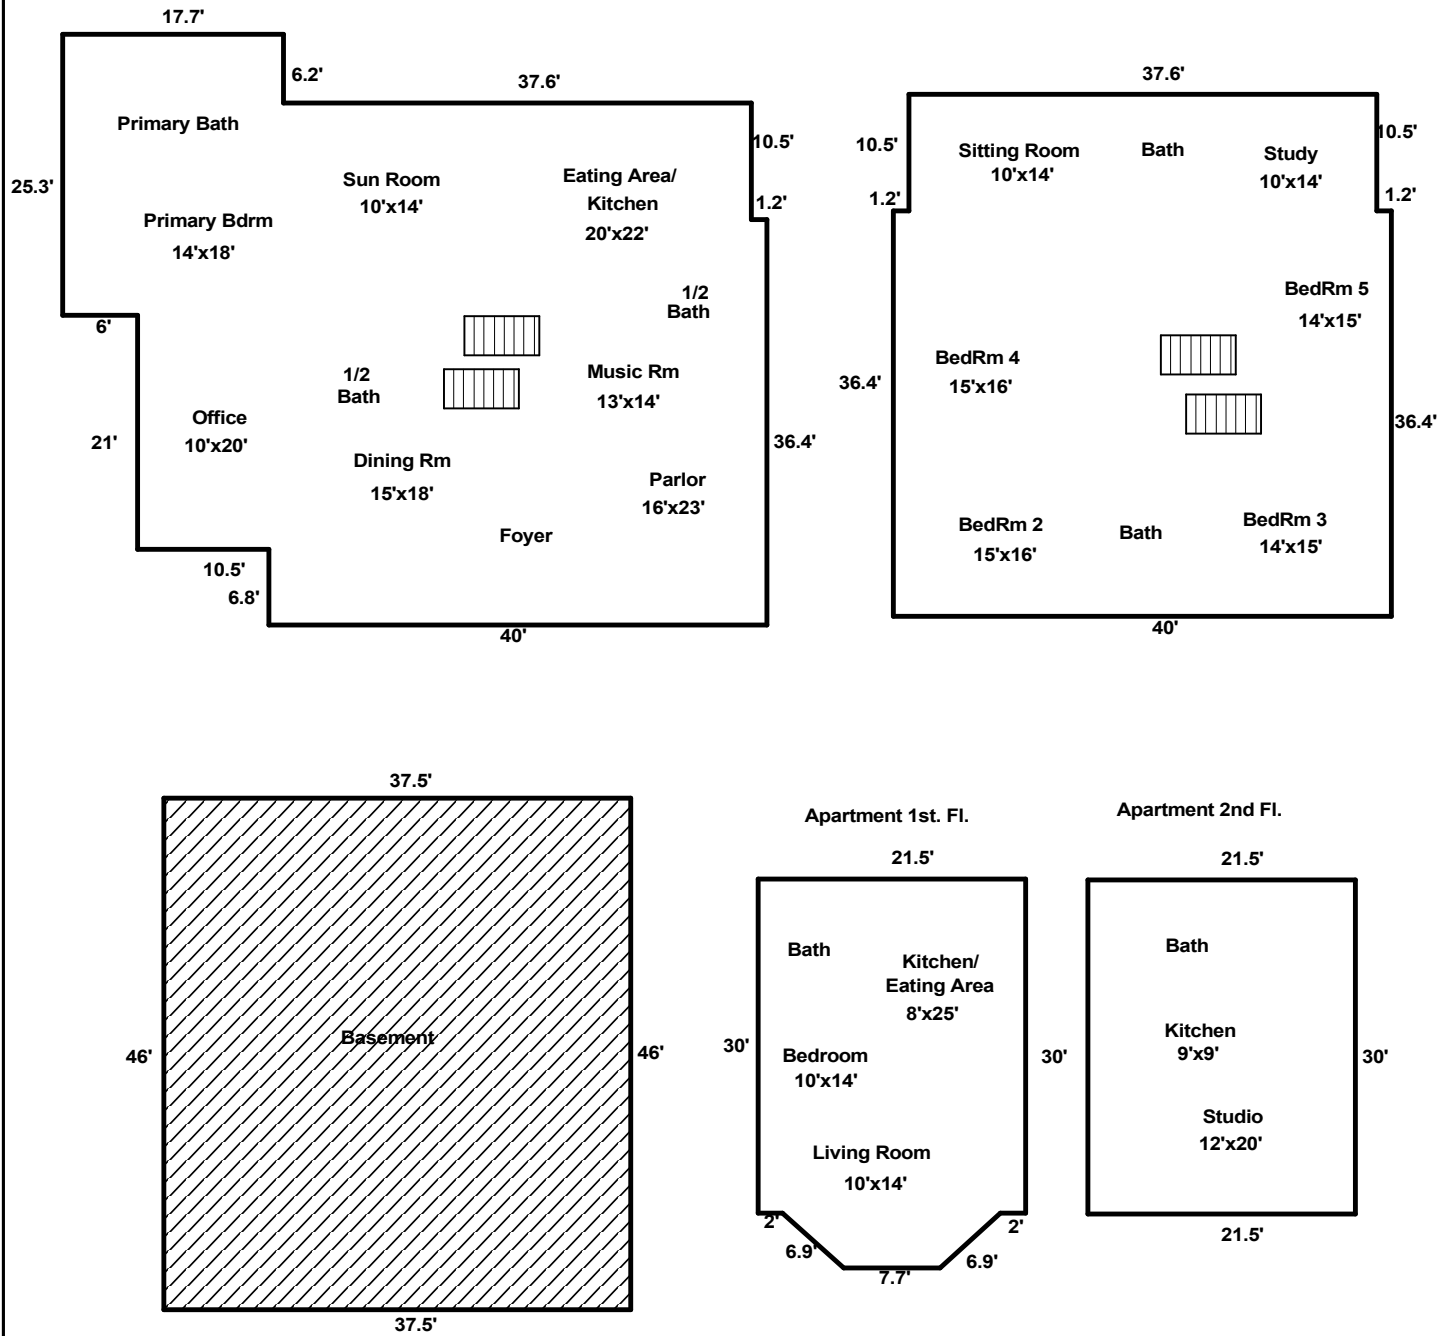 17.7'
6.2'
37.6'
Primary Bath
10.5'
25.3'
Sun Room
10'x14'
Eating Area/
Kitchen
20'x22'
1.2'
Primary Bdrm
14'x18'
1/2
Bath
6'
1/2
Bath
Music Rm
13'x14'
Office
10'x20'
21'
36.4'
Dining Rm
15'x18'
Parlor
16'x23'
Foyer
10.5'
6.8'
40'
37.6'
10.5'
10.5'
Sitting Room
10'x14'
Bath
Study
10'x14'
1.2'
1.2'
BedRm 5
14'x15'
BedRm 4
15'x16'
36.4'
36.4'
BedRm 2
15'x16'
Bath
BedRm 3
14'x15'
40'
37.5'
46'
Basement
46'
37.5'
Apartment 1st. Fl.
21.5'
Bath
Kitchen/
Eating Area
8'x25'
30'
Bedroom
10'x14'
30'
Living Room
10'x14'
2'
2'
6.9'
6.9'
7.7'
Apartment 2nd Fl.
21.5'
Bath
Kitchen
9'x9'
30'
Studio
12'x20'
21.5'